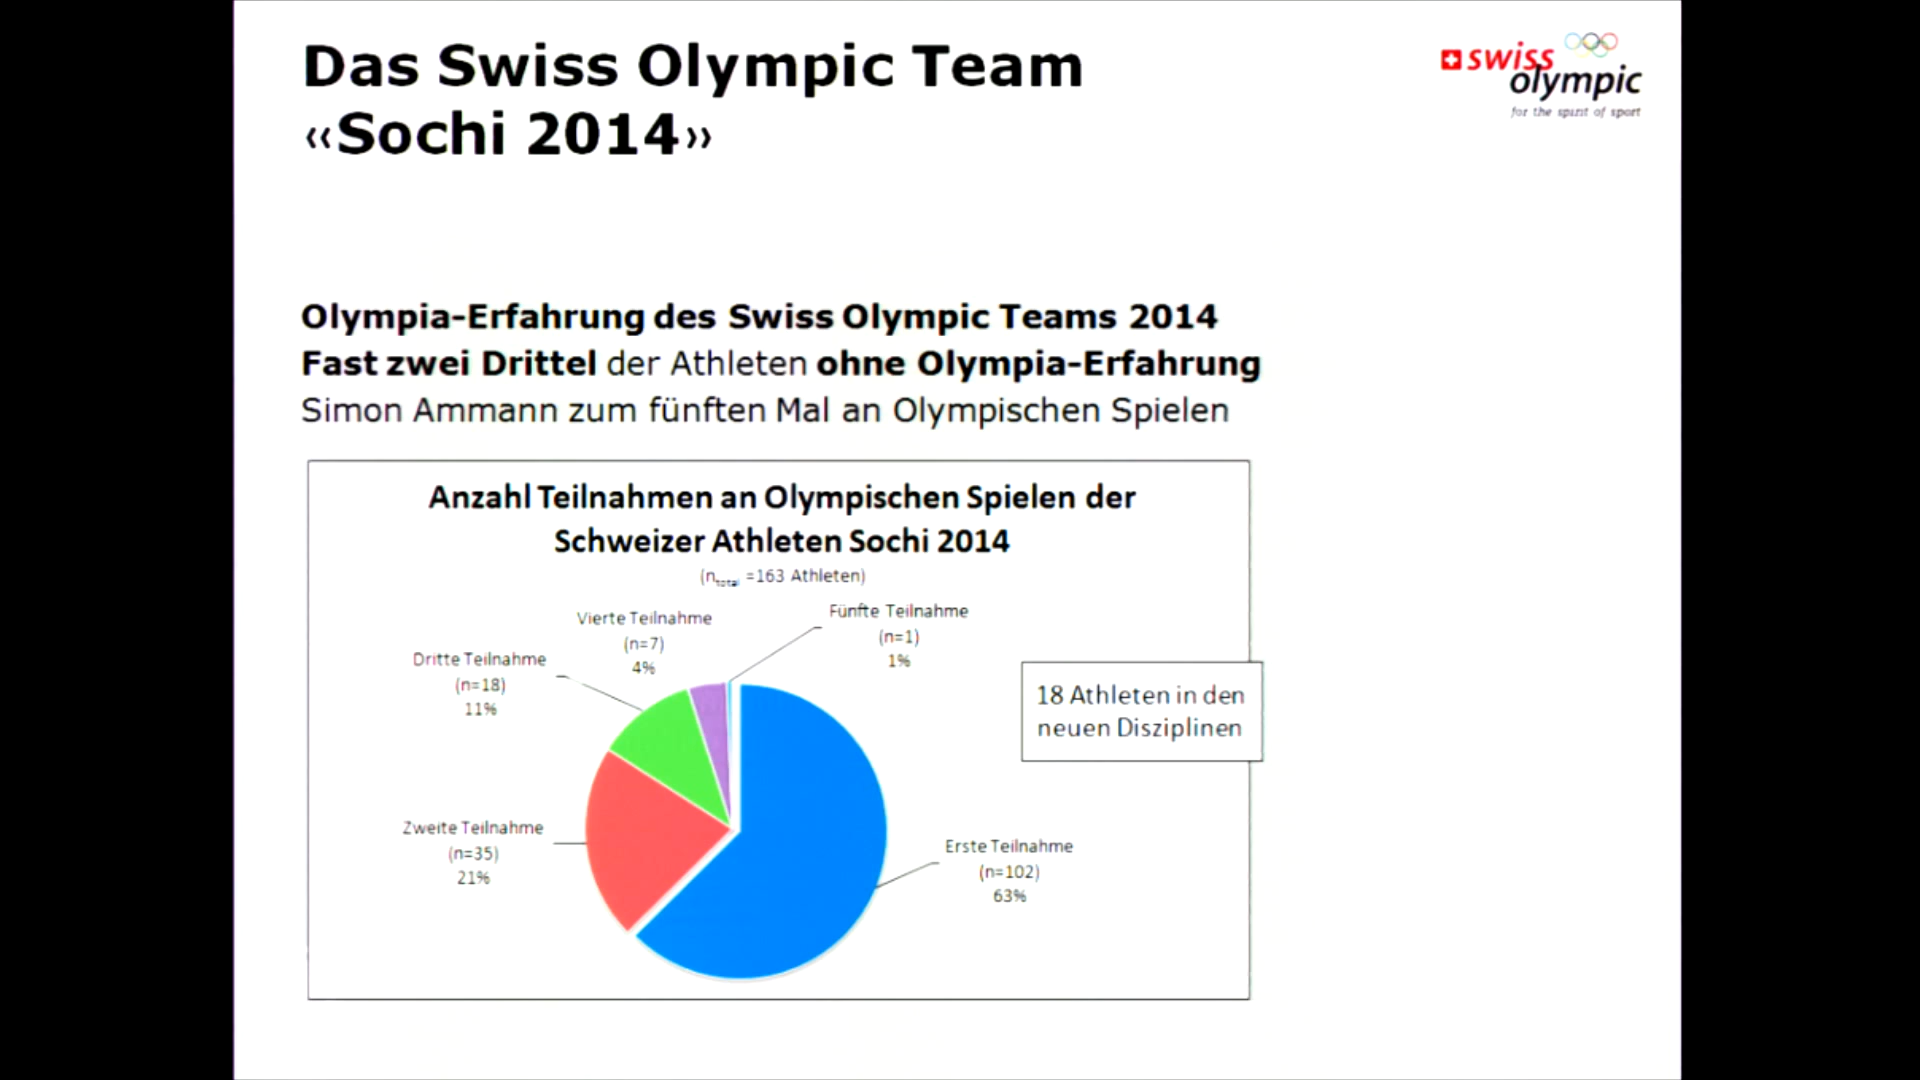 Das Swiss Olympic Team
«Sochi 2014»
swiss
olympic
for the spirit of sport
Olympia-Erfahrung des Swiss Olympic Teams 2014
Fast zwei Drittel der Athleten ohne Olympia-Erfahrung
Simon Ammann zum fünften Mal an Olympischen Spielen
Anzahl Teilnahmen an Olympischen Spielen der
Schweizer Athleten Sochi 2014
(ntotal =163 Athleten)
Vierte Teilnahme
(n=7)
4%
Fünfte Teilnahme
(n=1)
1%
Dritte Teilnahme
(n=18)
11%
18 Athleten in den
neuen Disziplinen
Zweite Teilnahme
(n=35)
21%
Erste Teilnahme
(n=102)
63%